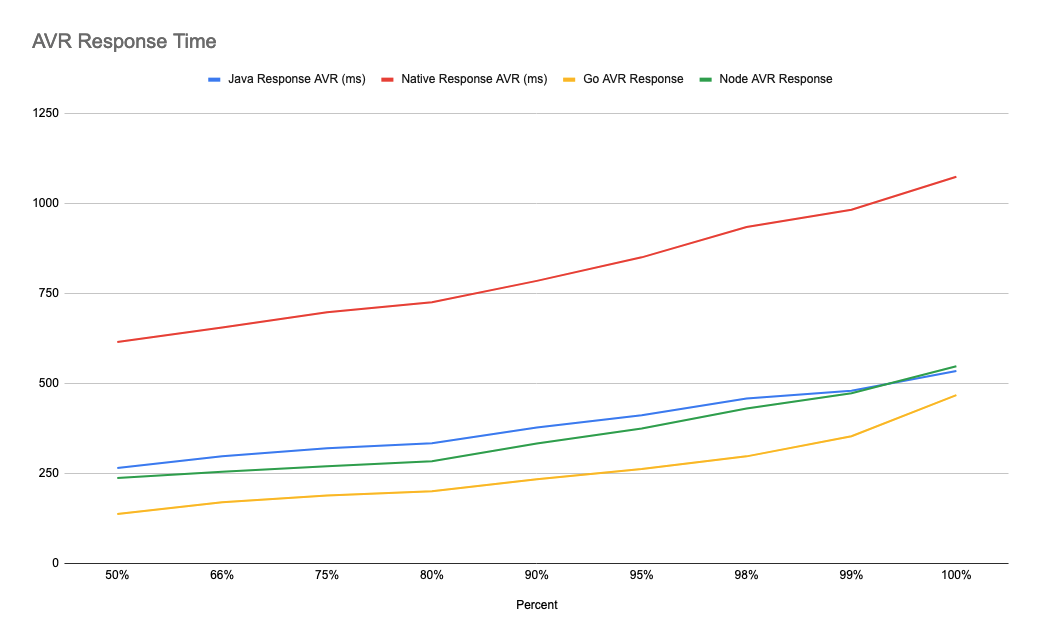 AVR Response Time
Java Response AVR (ms) Native Response AVR (ms) Go AVR Response Node AVR Response
1250
1000
750
500
250
0
50% 66% 75% 80% 90% 95% 98% 99% 100%
Percent